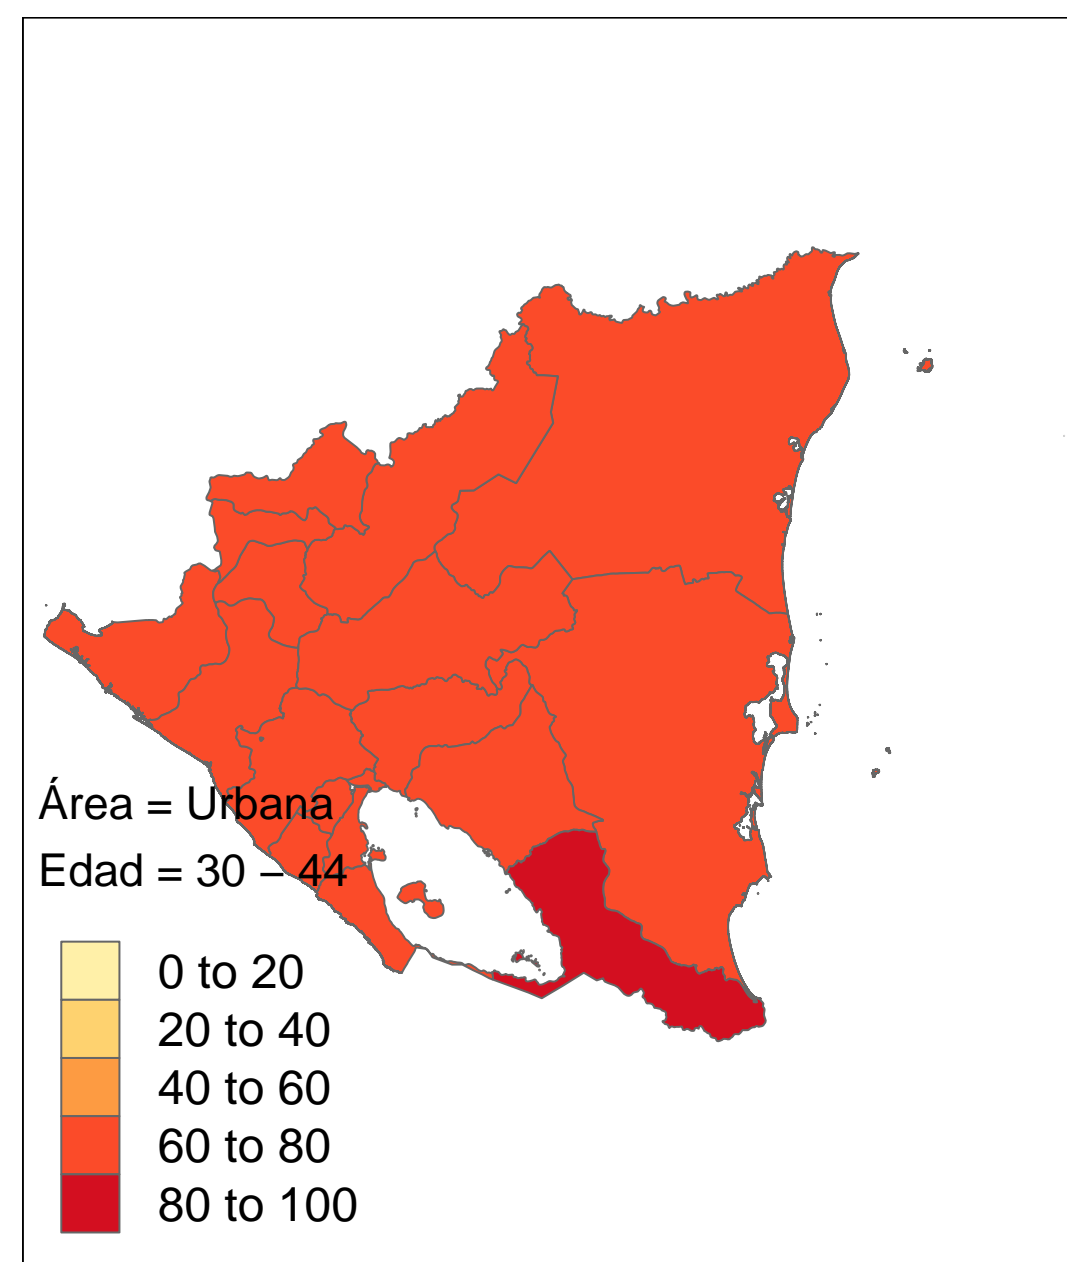 Área = Urbana
Edad = 30 – 44
0 to 20
20 to 40
40 to 60
60 to 80
80 to 100